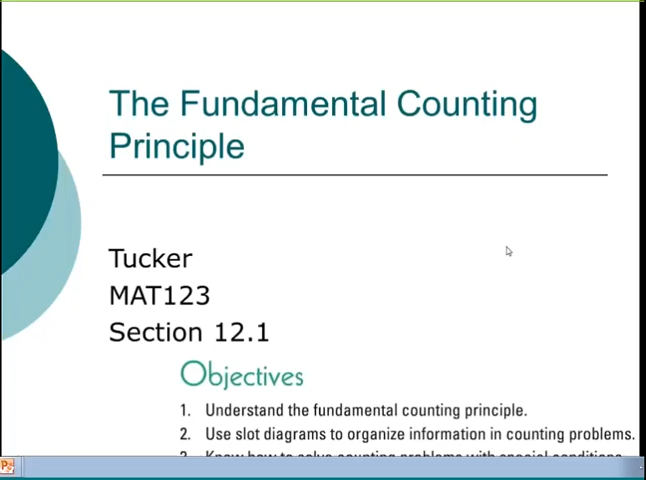 The Fundamental Counting
Principle
Tucker
MAT123
Section 12.1
Objectives
1. Understand the fundamental counting principle.
2. Use slot diagrams to organize information in counting problems.
3. Know how to solve counting problems with special conditions.